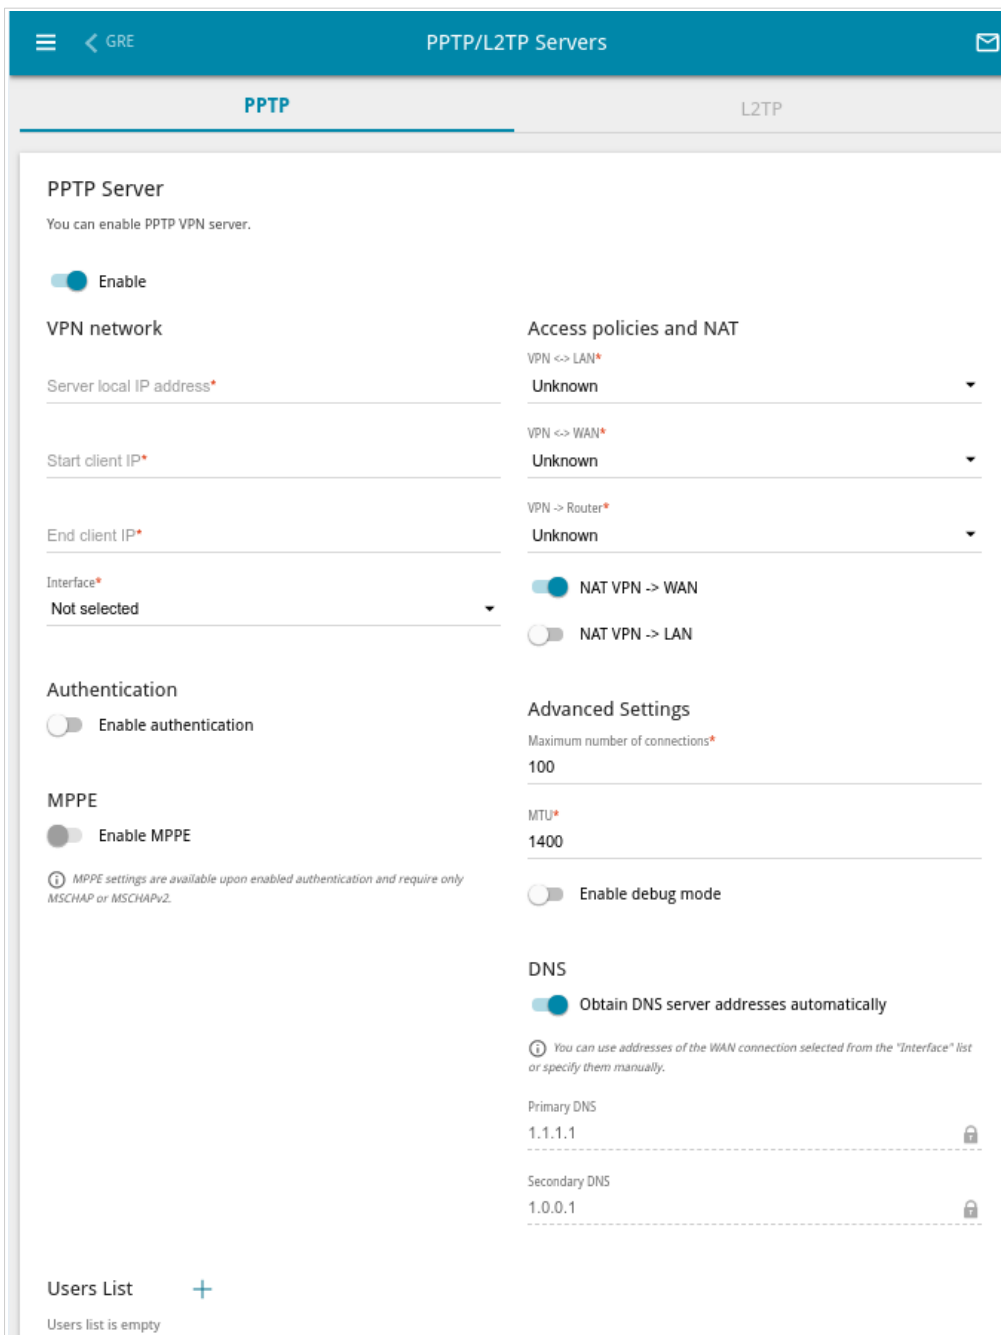 GRE
PPTP/L2TP Servers
PPTP
L2TP
PPTP Server
You can enable PPTP VPN server.
Enable
VPN network
Server local IP address*
Start client IP*
End client IP*
Interface*
Not selected
Authentication
Enable authentication
MPPE
Enable MPPE
MPPE settings are available upon enabled authentication and require only
MSCHAP or MSCHAPv2.
Access policies and NAT
VPN <-> LAN*
Unknown
VPN <-> WAN*
Unknown
VPN -> Router*
Unknown
NAT VPN -> WAN
NAT VPN -> LAN
Advanced Settings
Maximum number of connections*
100
MTU*
1400
Enable debug mode
DNS
Obtain DNS server addresses automatically
You can use addresses of the WAN connection selected from the "Interface" list
or specify them manually.
Primary DNS
1.1.1.1
Secondary DNS
1.0.0.1
Users List
Users list is empty